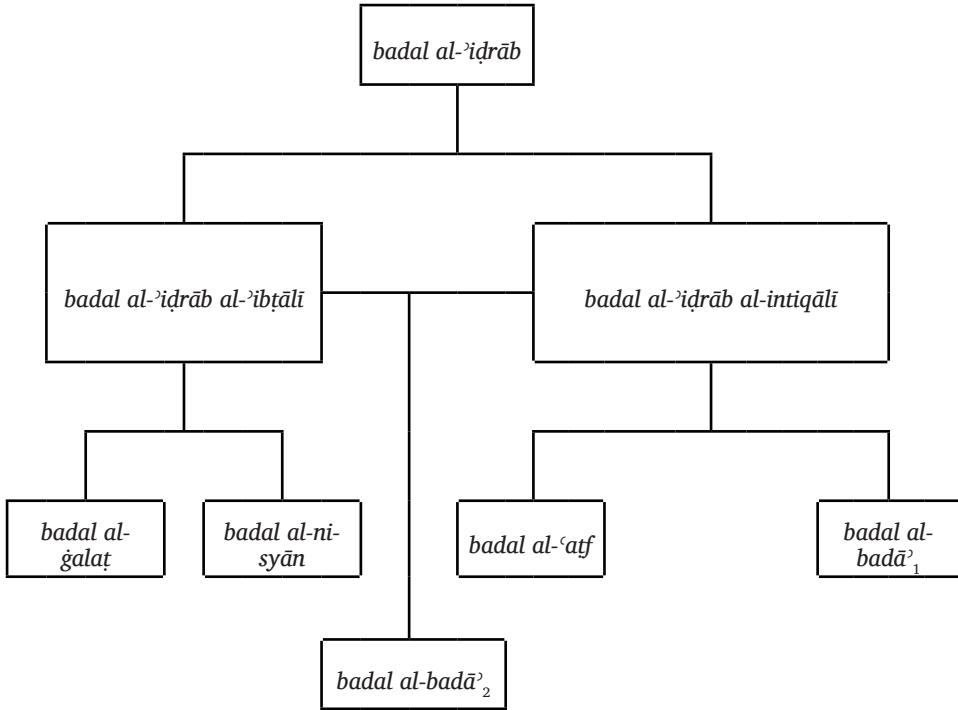 badal al-ʾiḍrāb
badal al-ʾiḍrāb al-ʾibṭālī
badal al-ʾiḍrāb al-intiqālī
badal al-
ġalaṭ
badal al-ni-
syān
badal al-ʿaṭf
badal al-
badāʾ₁
badal al-badāʾ₂